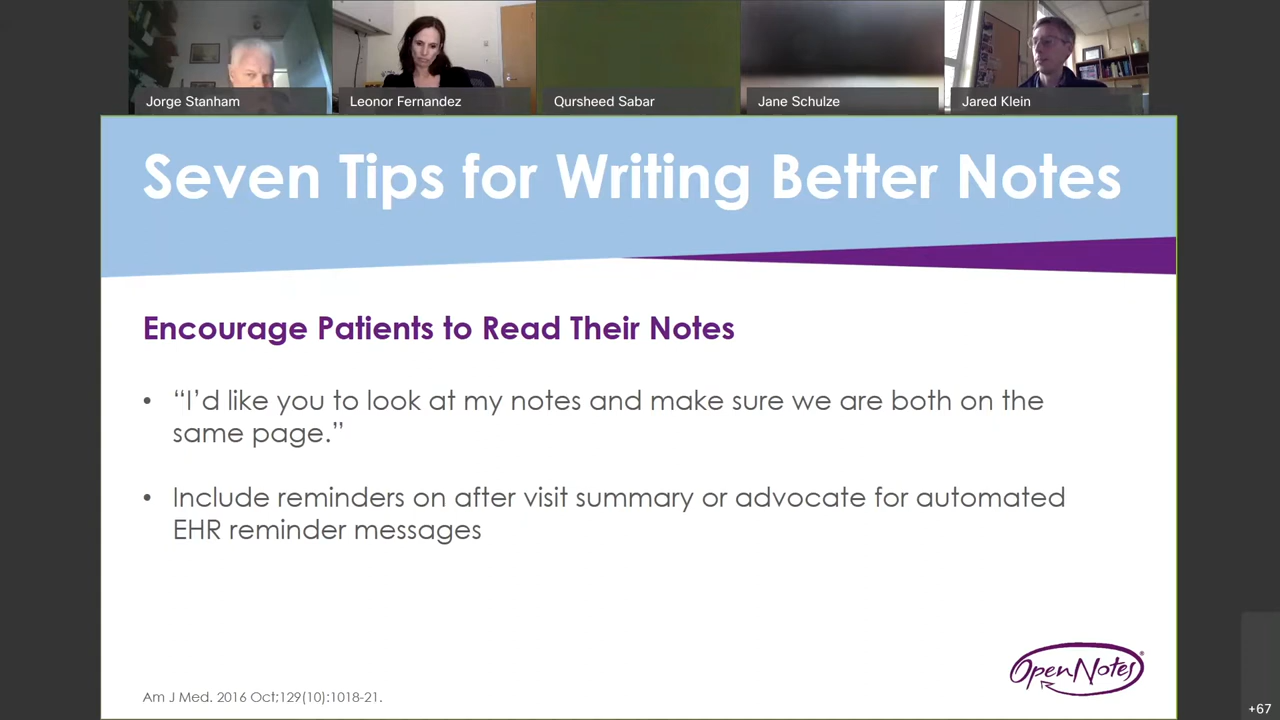 Jorge Stanham
Leonor Fernandez
Qursheed Sabar
Jane Schulze
Jared Klein
Seven Tips for Writing Better Notes
Encourage Patients to Read Their Notes
• “I’d like you to look at my notes and make sure we are both on the
same page.”
• Include reminders on after visit summary or advocate for automated
EHR reminder messages
OpenNotes®
Am J Med. 2016 Oct;129(10):1018-21.
+67